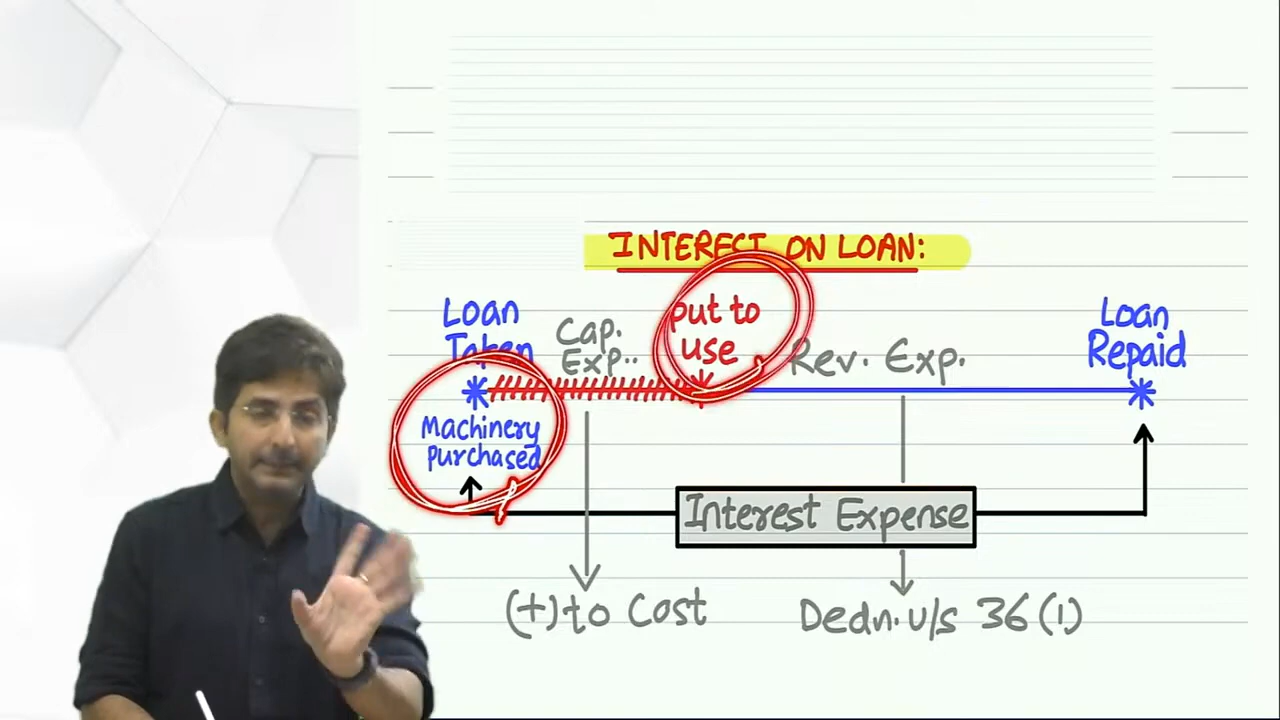 INTEREST ON LOAN:
Loan
Taken
Cap.
Exp..
put to
use
Rev. Exp.
Loan
Repaid
Machinery
purchased
Interest Expense
(+) to Cost
Dedn. u/s 36 (1)